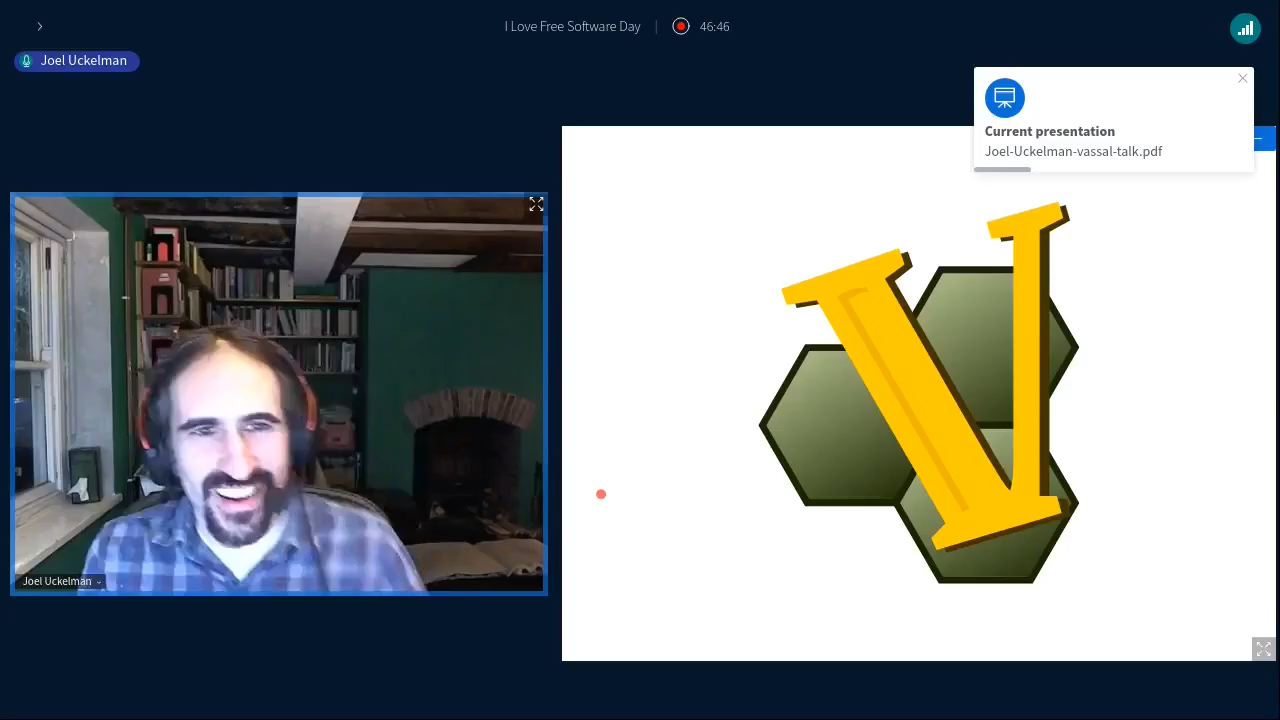 I Love Free Software Day
46:46
Joel Uckelman
Current presentation
Joel-Uckelman-vassal-talk.pdf
V
Joel Uckelman